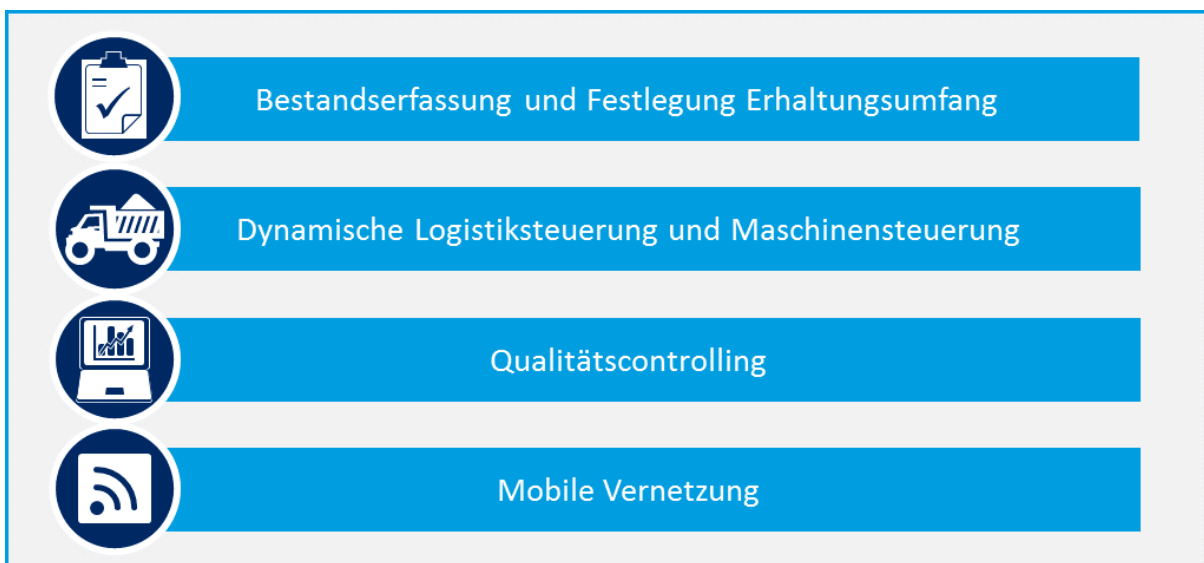 Bestandserfassung und Festlegung Erhaltungsumfang
Dynamische Logistiksteuerung und Maschinensteuerung
Qualitätscontrolling
Mobile Vernetzung